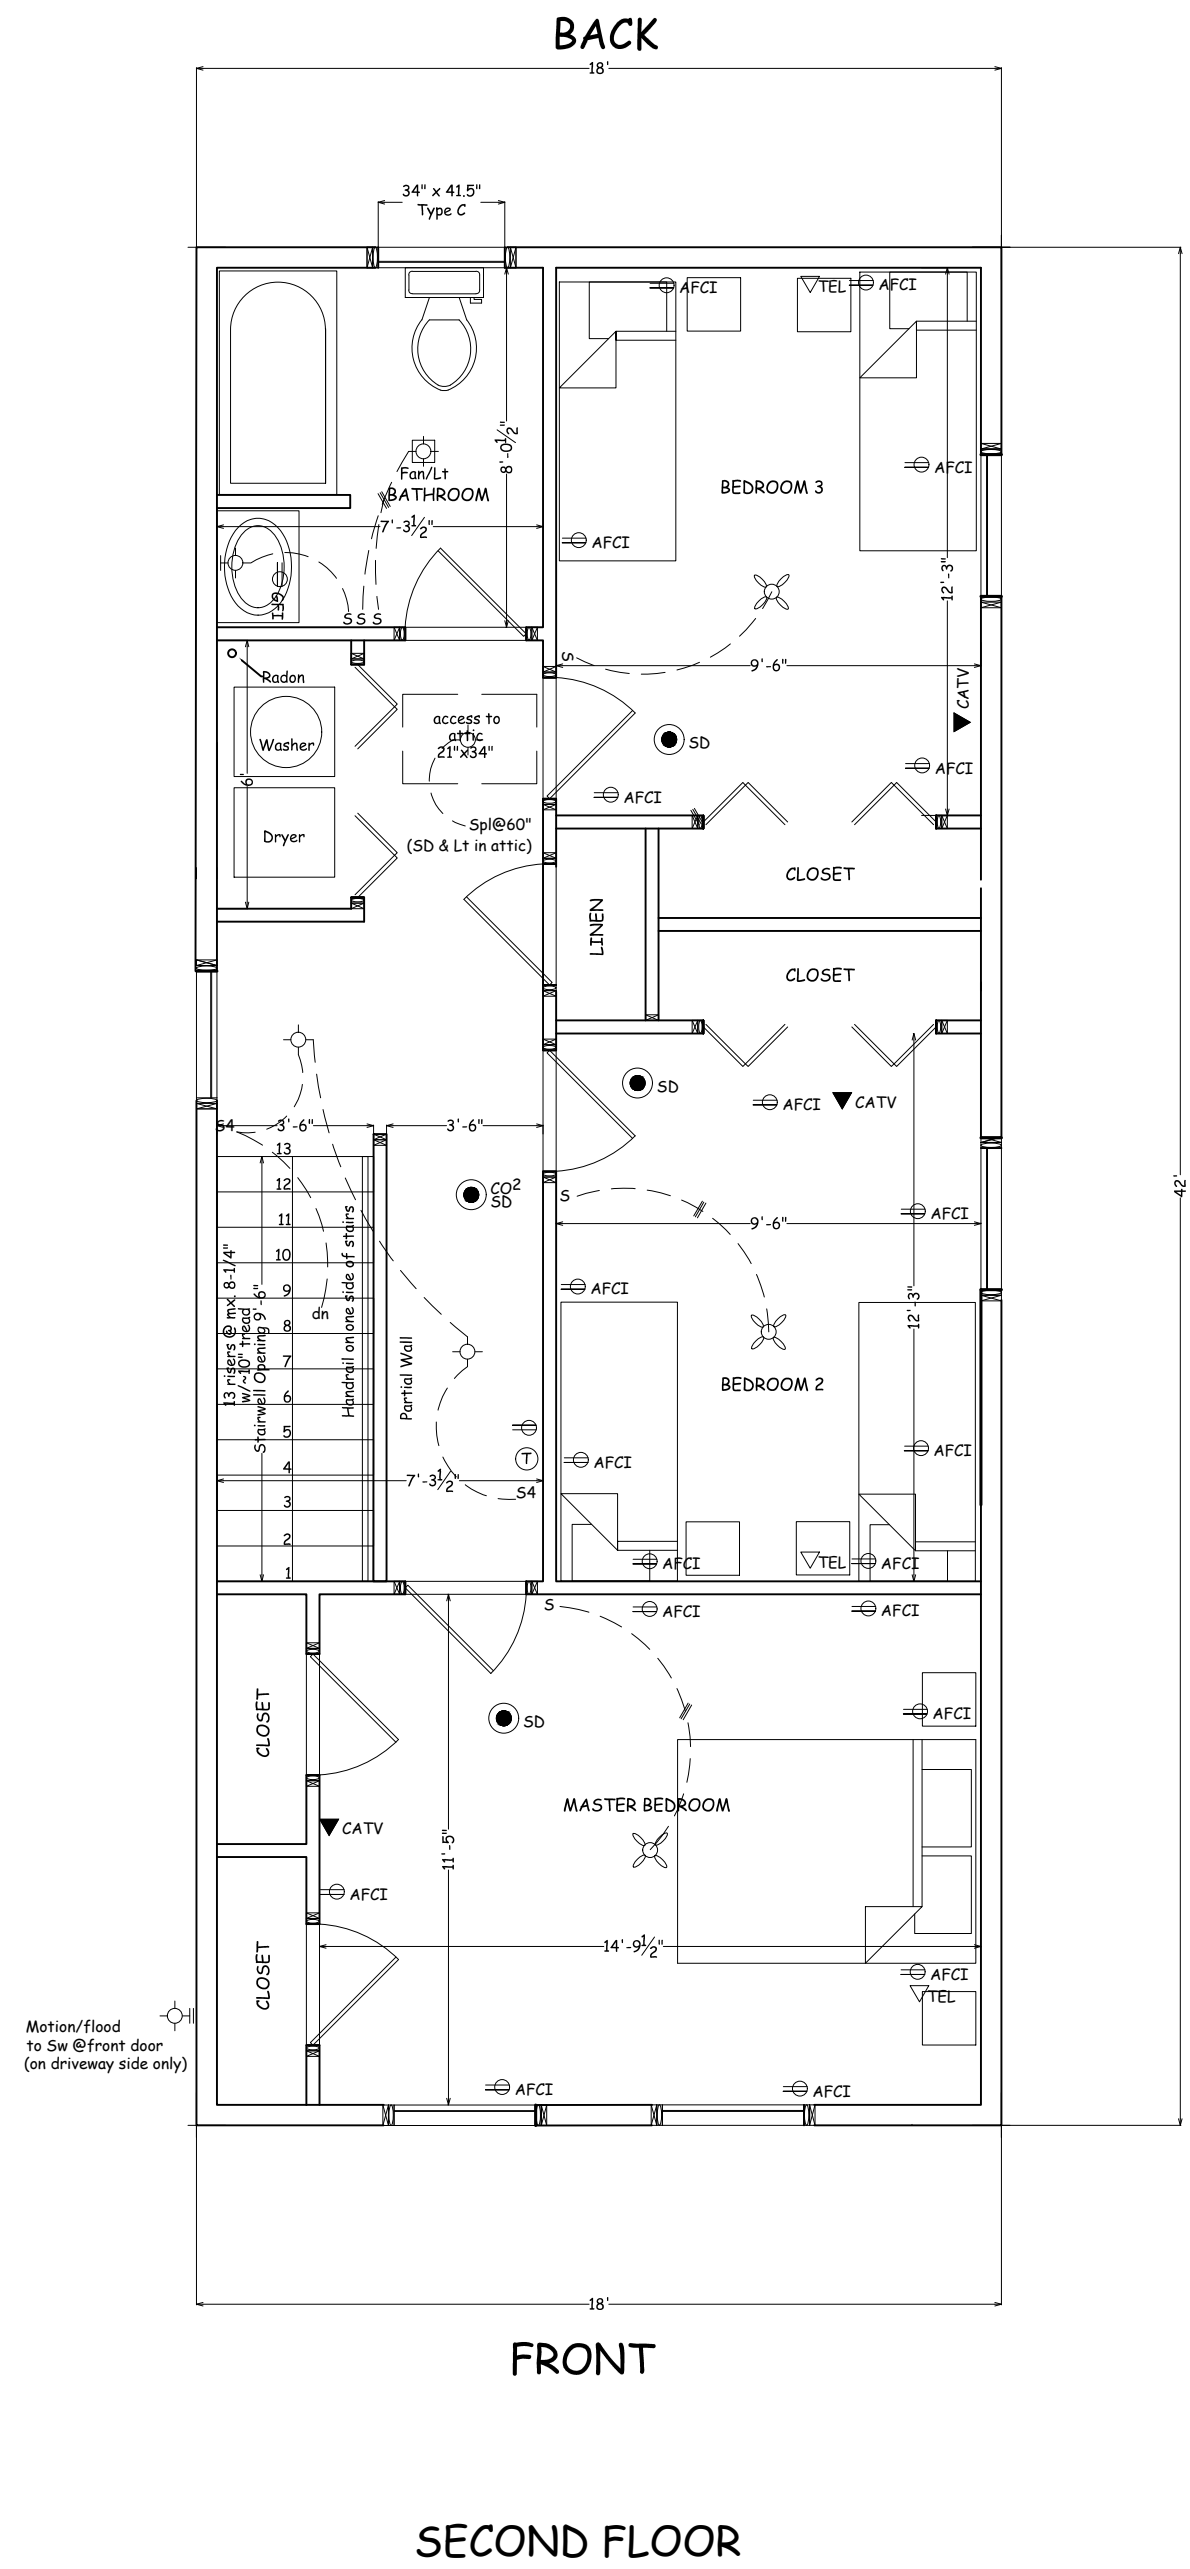 BACK
18'
34" x 41.5"
Type C
AFCI
TEL
AFCI
8'-0½"
Fan/Lt
BATHROOM
BEDROOM 3
AFCI
7'-3½"
AFCI
GFI
12'-3"
S S S
S
9'-6"
Radon
CATV
access to
attic
21"x34"
Washer
SD
6'
AFCI
AFCI
Dryer
Spl@60"
(SD & Lt in attic)
CLOSET
LINEN
CLOSET
SD
AFCI
CATV
S4
3'-6"
3'-6"
13
12
11
10
9
8
7
6
5
4
3
2
1
CO2
SD
S
42'
AFCI
9'-6"
13 risers @ mx. 8-1/4"
w/~10" tread
Stairwell Opening 9'-6"
Handrail on one side of stairs
dn
Partial Wall
AFCI
12'-3"
BEDROOM 2
T
AFCI
AFCI
7'-3½"
S4
AFCI
TEL
AFCI
S
AFCI
AFCI
CLOSET
SD
AFCI
MASTER BEDROOM
CATV
11'-5"
AFCI
14'-9½"
CLOSET
AFCI
TEL
Motion/flood
to Sw @front door
(on driveway side only)
AFCI
AFCI
18'
FRONT
SECOND FLOOR